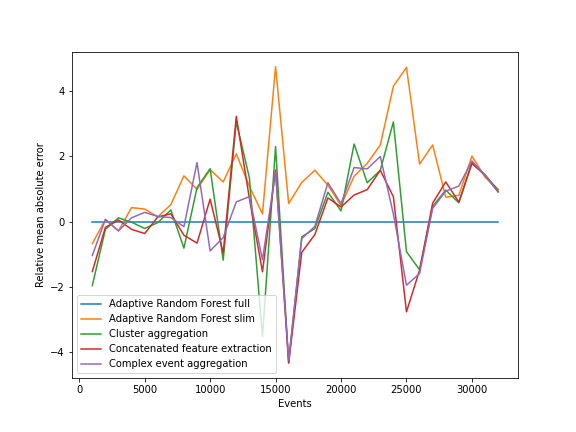 4
2
0
−2
−4
Relative mean absolute error
Adaptive Random Forest full
Adaptive Random Forest slim
Cluster aggregation
Concatenated feature extraction
Complex event aggregation
0 5000 10000 15000 20000 25000 30000
Events